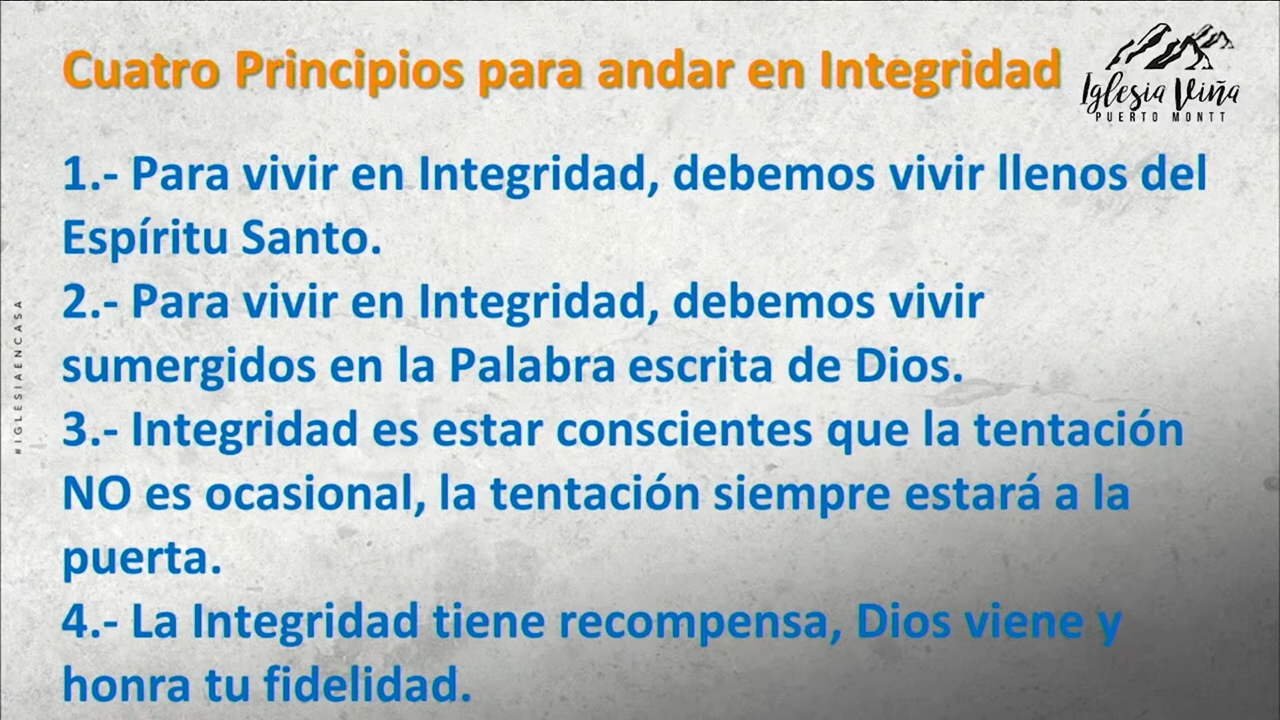 Cuatro Principios para andar en Integridad
Iglesia Viña
PUERTO MONTT
1.- Para vivir en Integridad, debemos vivir llenos del
Espíritu Santo.
2.- Para vivir en Integridad, debemos vivir
sumergidos en la Palabra escrita de Dios.
3.- Integridad es estar conscientes que la tentación
NO es ocasional, la tentación siempre estará a la
puerta.
4.- La Integridad tiene recompensa, Dios viene y
honra tu fidelidad.
#IGLESIAENCASA